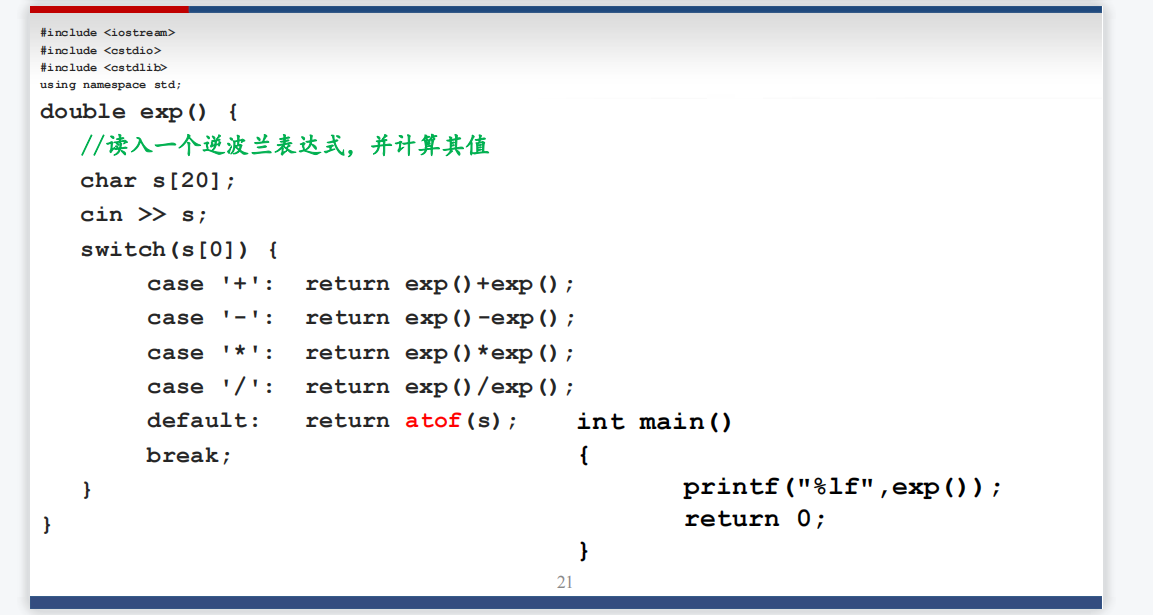 #include <iostream>
#include <cstdio>
#include <cstdlib>
using namespace std;
double exp() {
//读入一个逆波兰表达式，并计算其值
char s[20];
cin >> s;
switch(s[0]) {
case '+': return exp()+exp();
case '-': return exp()-exp();
case '*': return exp()*exp();
case '/': return exp()/exp();
default: return atof(s);
break;
}
}
int main()
{
printf("%lf",exp());
return 0;
}
21